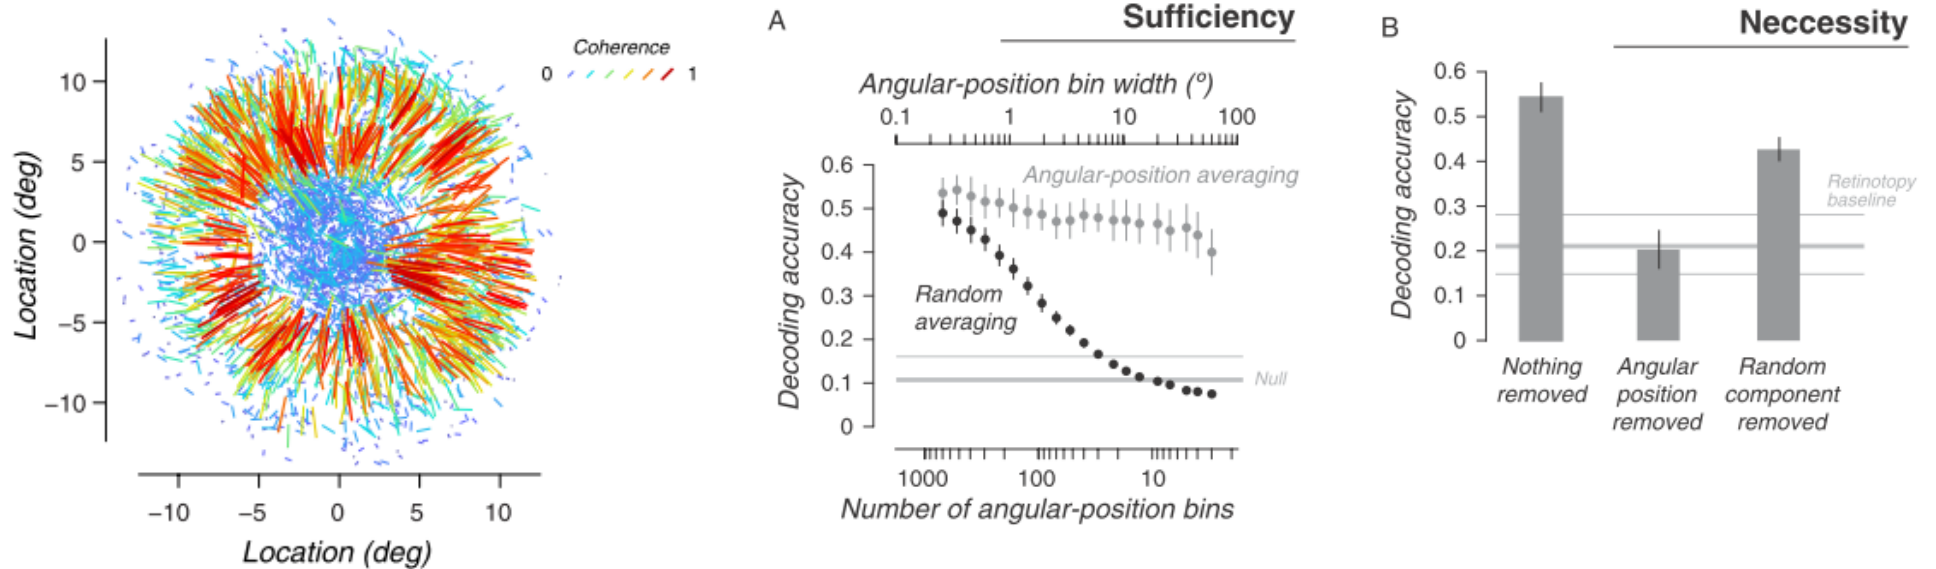 Coherence
0 1
10
5
0
−5
−10
Location (deg)
−10 −5 0 5 10
Location (deg)
A
Sufficiency
Angular-position bin width (º)
0.1 1 10 100
0.6
0.5
0.4
0.3
0.2
0.1
0
Decoding accuracy
Angular-position averaging
Random
averaging
Null
1000 100 10
Number of angular-position bins
B
Neccessity
0.6
0.5
0.4
0.3
0.2
0.1
0
Decoding accuracy
Retinotopy
baseline
Nothing
removed
Angular
position
removed
Random
component
removed